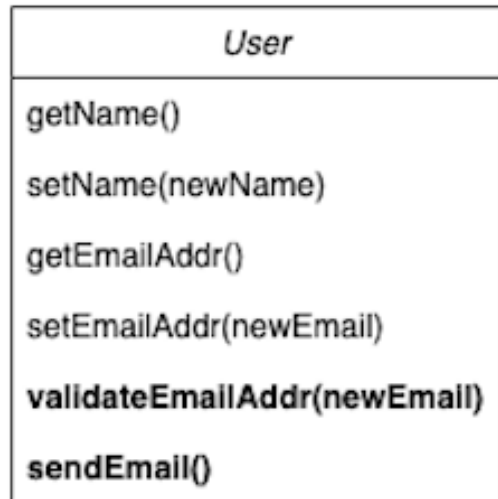 User
getName()
setName(newName)
getEmailAddr()
setEmailAddr(newEmail)
validateEmailAddr(newEmail)
sendEmail()